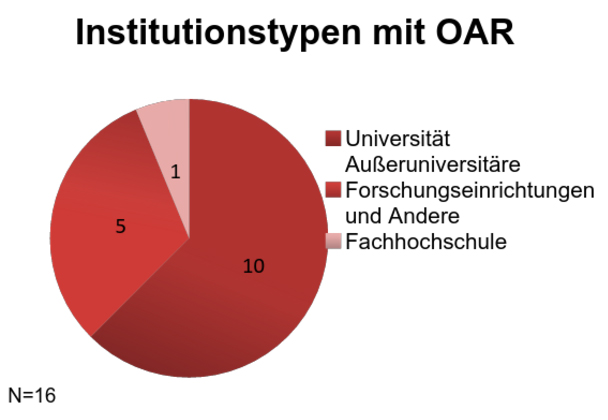 Institutionstypen mit OAR
1
5
10
Universität
Außeruniversitäre
Forschungseinrichtungen
und Andere
Fachhochschule
N=16